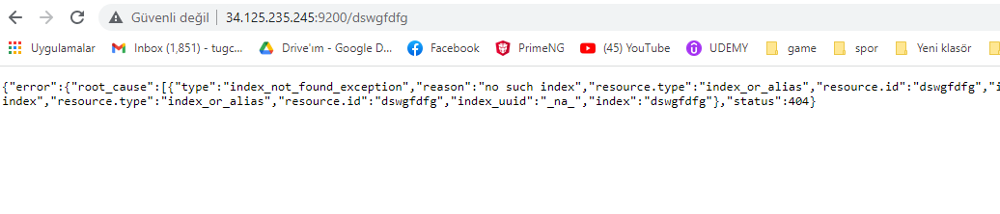 Güvenli değil | 34.125.235.245:9200/dswgfdfg
Uygulamalar Inbox (1,851) - tugc... Drive'ım - Google D... Facebook PrimeNG (45) YouTube UDEMY game spor Yeni klasör
{"error":{"root_cause":[{"type":"index_not_found_exception","reason":"no such index","resource.type":"index_or_alias","resource.id":"dswgfdfg","i
index","resource.type":"index_or_alias","resource.id":"dswgfdfg","index_uuid":"_na_","index":"dswgfdfg"},"status":404}